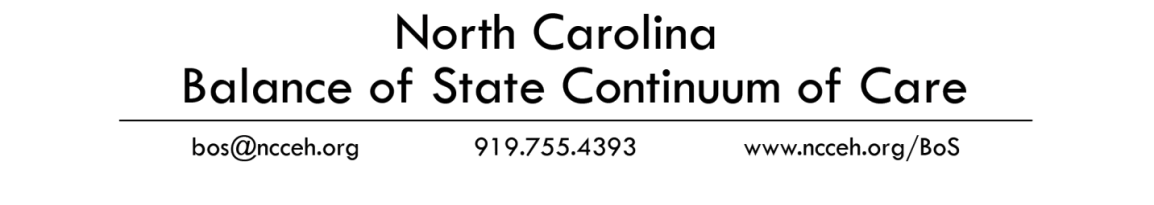 North Carolina
Balance of State Continuum of Care
bos@ncceh.org 919.755.4393 www.ncceh.org/BoS